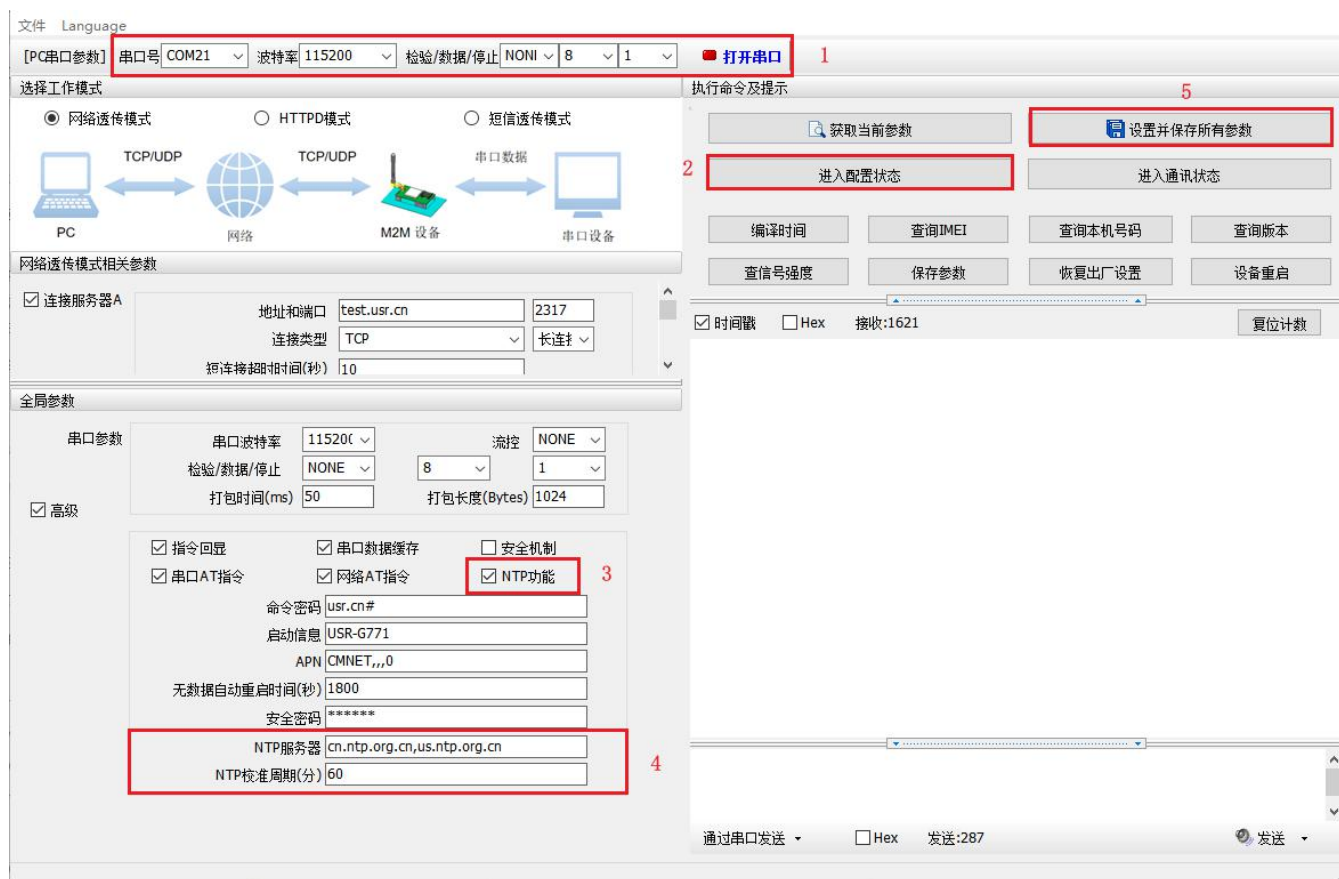 文件 Language
[PC串口参数] 串口号 COM21 波特率 115200 检验/数据/停止 NONI 8 1 打开串口 1
选择工作模式
网络透传模式 HTTPD模式 短信透传模式
TCP/UDP TCP/UDP 串口数据
PC 网络 M2M 设备 串口设备
网络透传模式相关参数
连接服务器A
地址和端口 test.usr.cn 2317
连接类型 TCP 长连接
短连接超时时间(秒) 10
全局参数
串口参数
串口波特率 115200 流控 NONE
检验/数据/停止 NONE 8 1
打包时间(ms) 50 打包长度(Bytes) 1024
高级
指令回显 串口数据缓存 安全机制
串口AT指令 网络AT指令 NTP功能 3
命令密码 usr.cn#
启动信息 USR-G771
APN CMNET,,,0
无数据自动重启时间(秒) 1800
安全密码 ******
NTP服务器 cn.ntp.org.cn,us.ntp.org.cn
NTP校准周期(分) 60
4
执行命令及提示
5
获取当前参数 设置并保存所有参数
2 进入配置状态 进入通讯状态
编译时间 查询IMEI 查询本机号码 查询版本
查信号强度 保存参数 恢复出厂设置 设备重启
时间戳 Hex 接收:1621 复位计数
通过串口发送 Hex 发送:287 发送